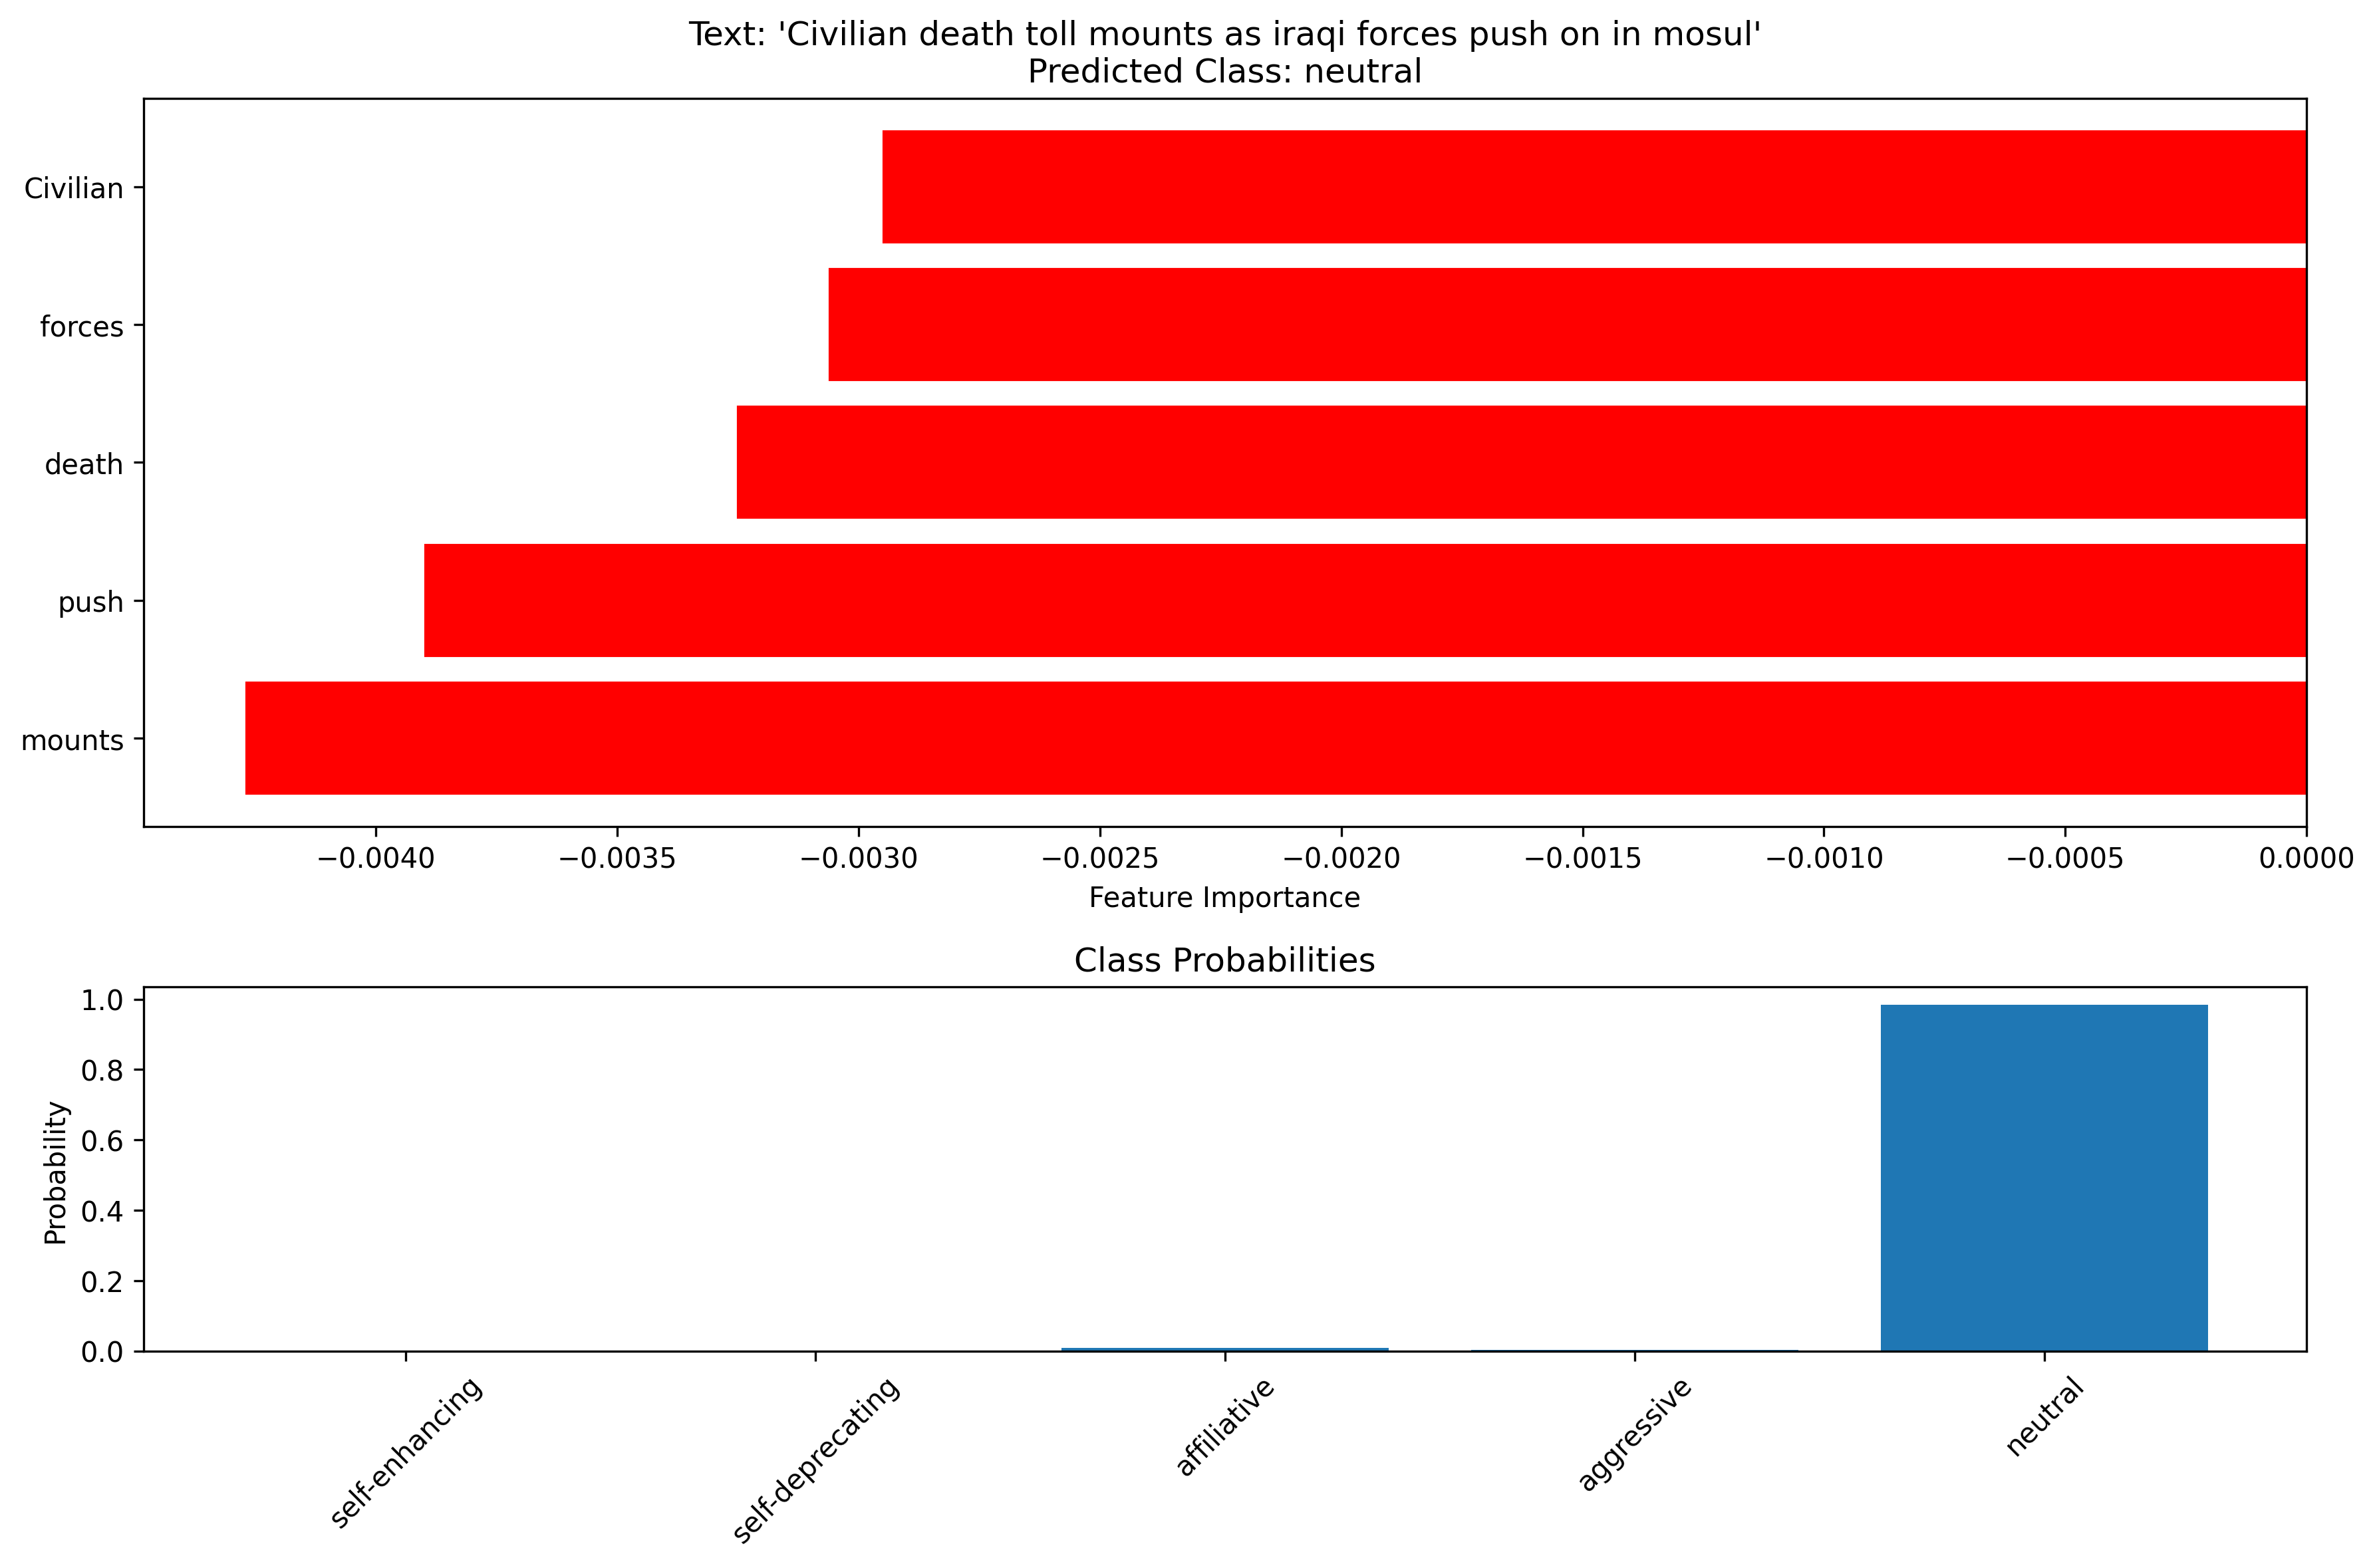 Text: 'Civilian death toll mounts as iraqi forces push on in mosul'
Predicted Class: neutral
Civilian
forces
death
push
mounts
−0.0040 −0.0035 −0.0030 −0.0025 −0.0020 −0.0015 −0.0010 −0.0005 0.0000
Feature Importance
Class Probabilities
1.0
0.8
0.6
0.4
0.2
0.0
Probability
self-enhancing self-deprecating affiliative aggressive neutral